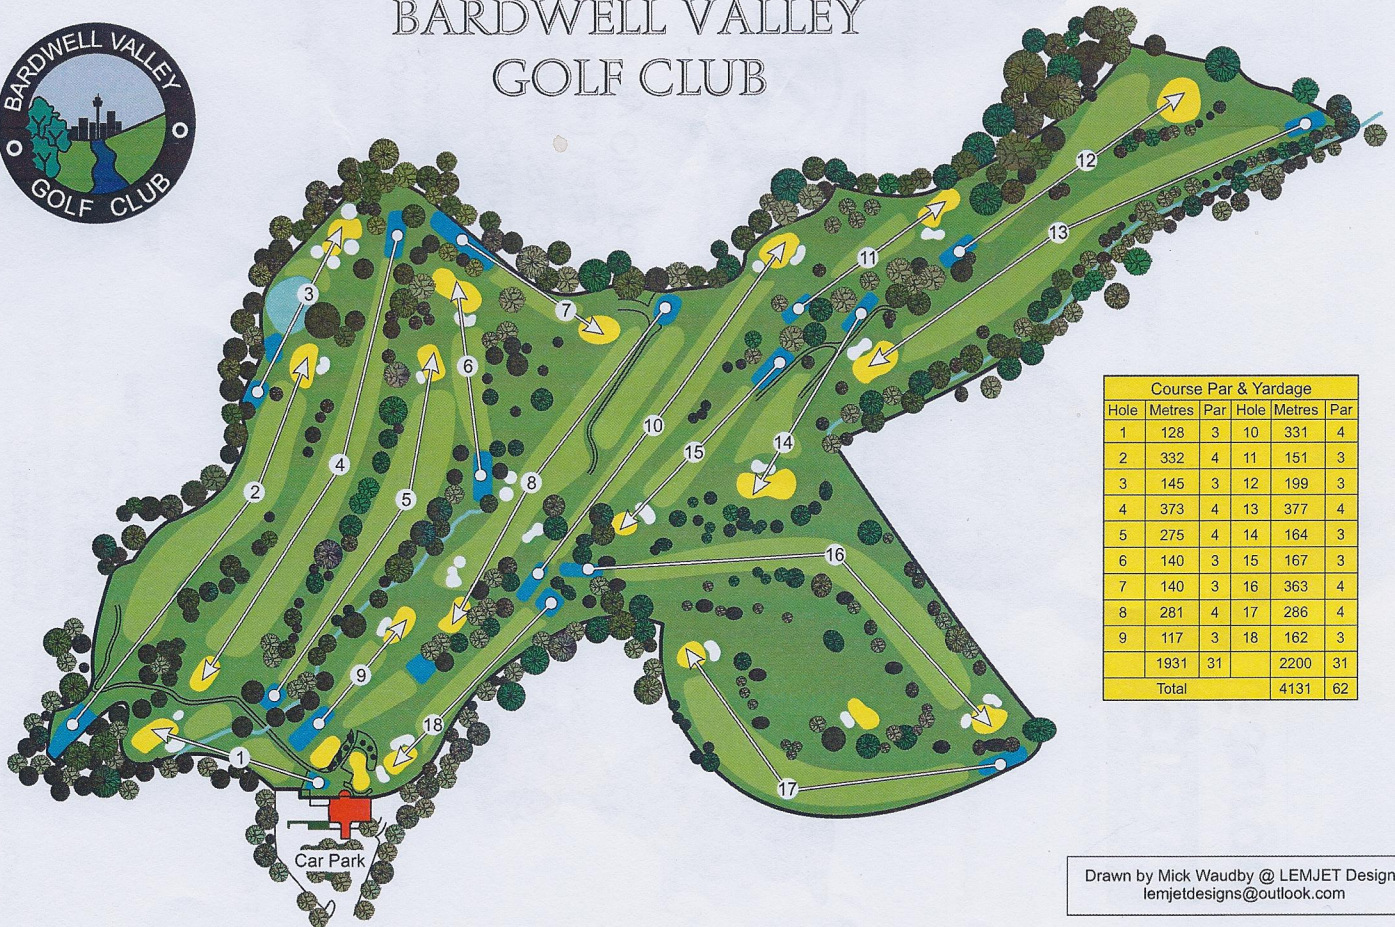 BARDWELL VALLEY
GOLF CLUB
BARDWELL VALLEY
GOLF CLUB
12
13
11
3
7
6
10
4
14
15
8
2
5
16
9
18
1
17
Car Park
Course Par & Yardage
Hole Metres Par Hole Metres Par
1 128 3 10 331 4
2 332 4 11 151 3
3 145 3 12 199 3
4 373 4 13 377 4
5 275 4 14 164 3
6 140 3 15 167 3
7 140 3 16 363 4
8 281 4 17 286 4
9 117 3 18 162 3
1931 31 2200 31
Total 4131 62
Drawn by Mick Waudby @ LEMJET Design
lemjetdesigns@outlook.com